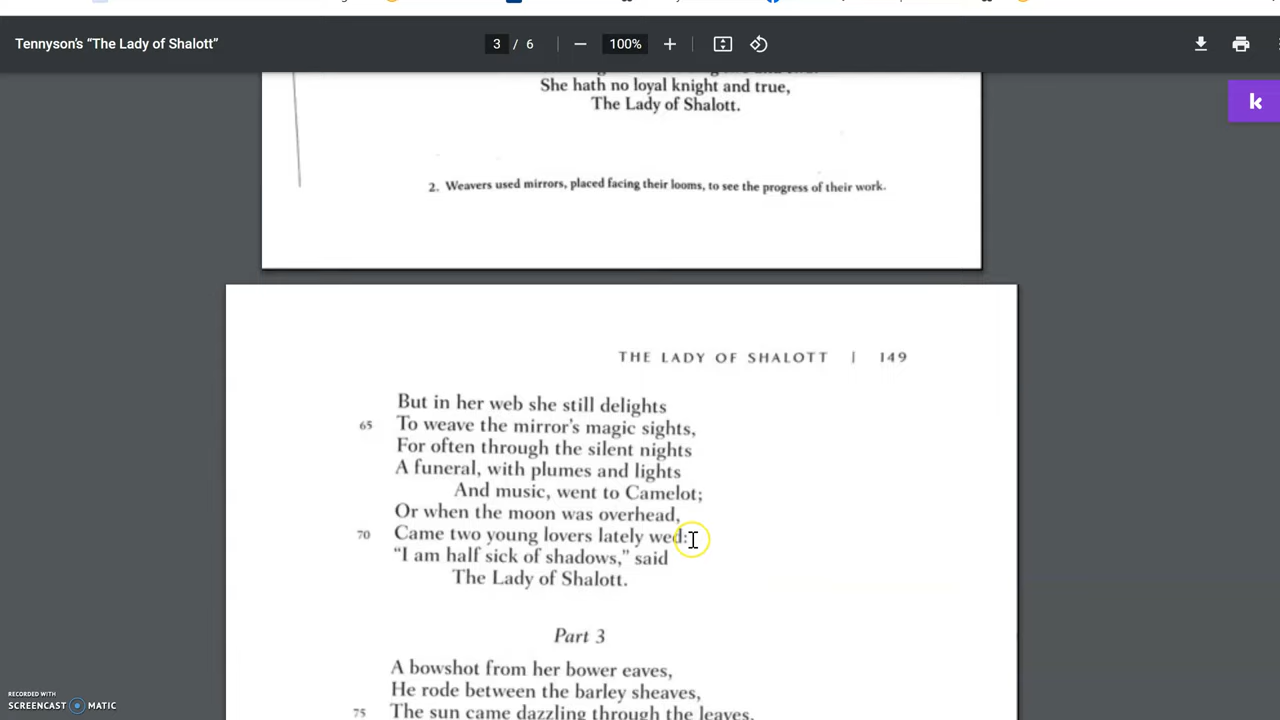 Tennyson's "The Lady of Shalott"
3 / 6
100%
k
She hath no loyal knight and true,
The Lady of Shalott.
2. Weavers used mirrors, placed facing their looms, to see the progress of their work.
THE LADY OF SHALOTT | 149
But in her web she still delights
65 To weave the mirror's magic sights,
For often through the silent nights
A funeral, with plumes and lights
And music, went to Camelot;
Or when the moon was overhead,
70 Came two young lovers lately wed:
"I am half sick of shadows," said
The Lady of Shalott.
Part 3
A bowshot from her bower eaves,
He rode between the barley sheaves,
75 The sun came dazzling through the leaves,
RECORDED WITH
SCREENCAST MATIC